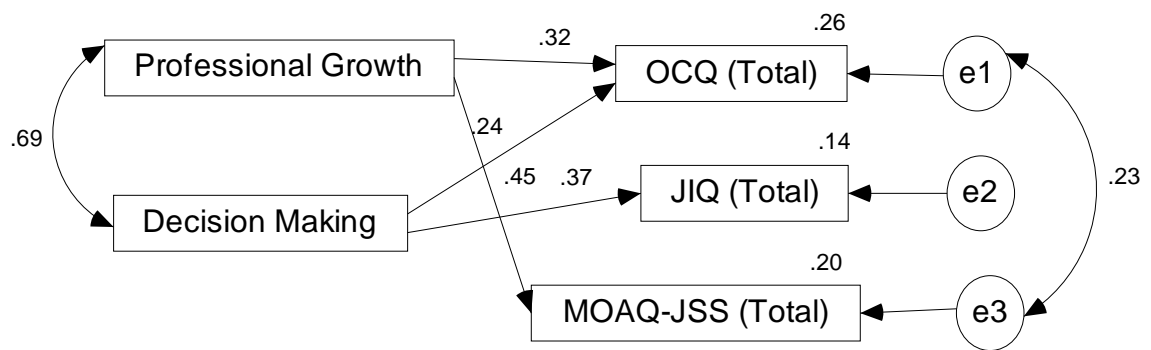 .26
.32
Professional Growth
OCQ (Total)
e1
.24
.69
.14
.45
.37
.23
JIQ (Total)
e2
Decision Making
.20
MOAQ-JSS (Total)
e3